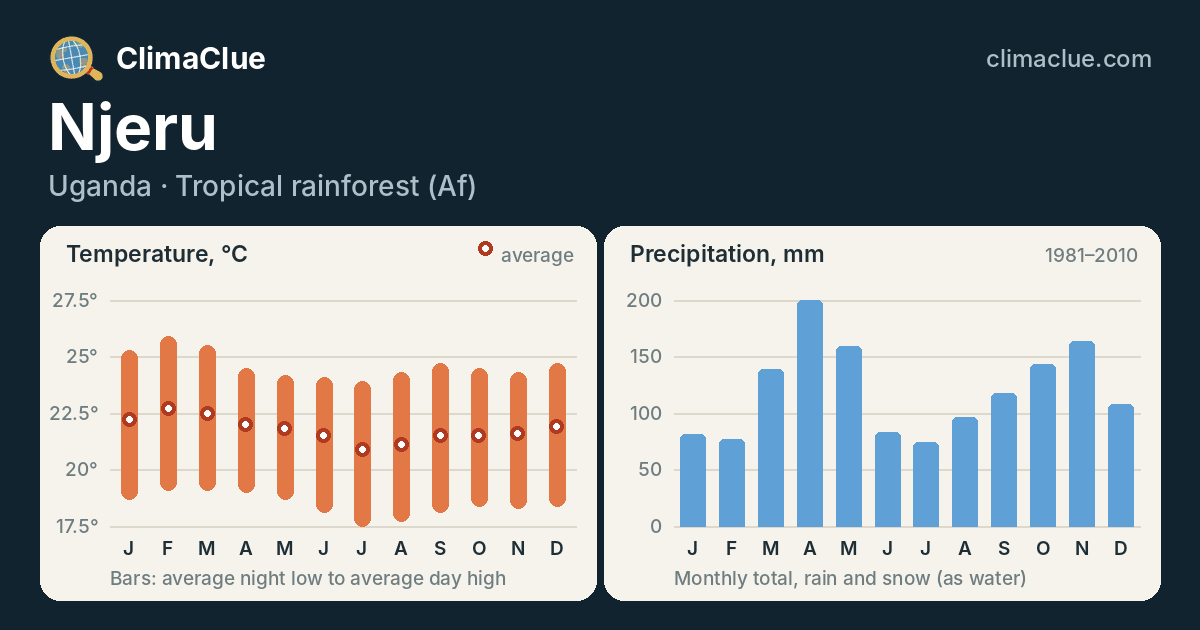 ClimaClue
climaclue.com
Njeru
Uganda · Tropical rainforest (Af)
Temperature, °C
average
27.5°
25°
22.5°
20°
17.5°
J F M A M J J A S O N D
Bars: average night low to average day high
Precipitation, mm
1981–2010
200
150
100
50
0
J F M A M J J A S O N D
Monthly total, rain and snow (as water)